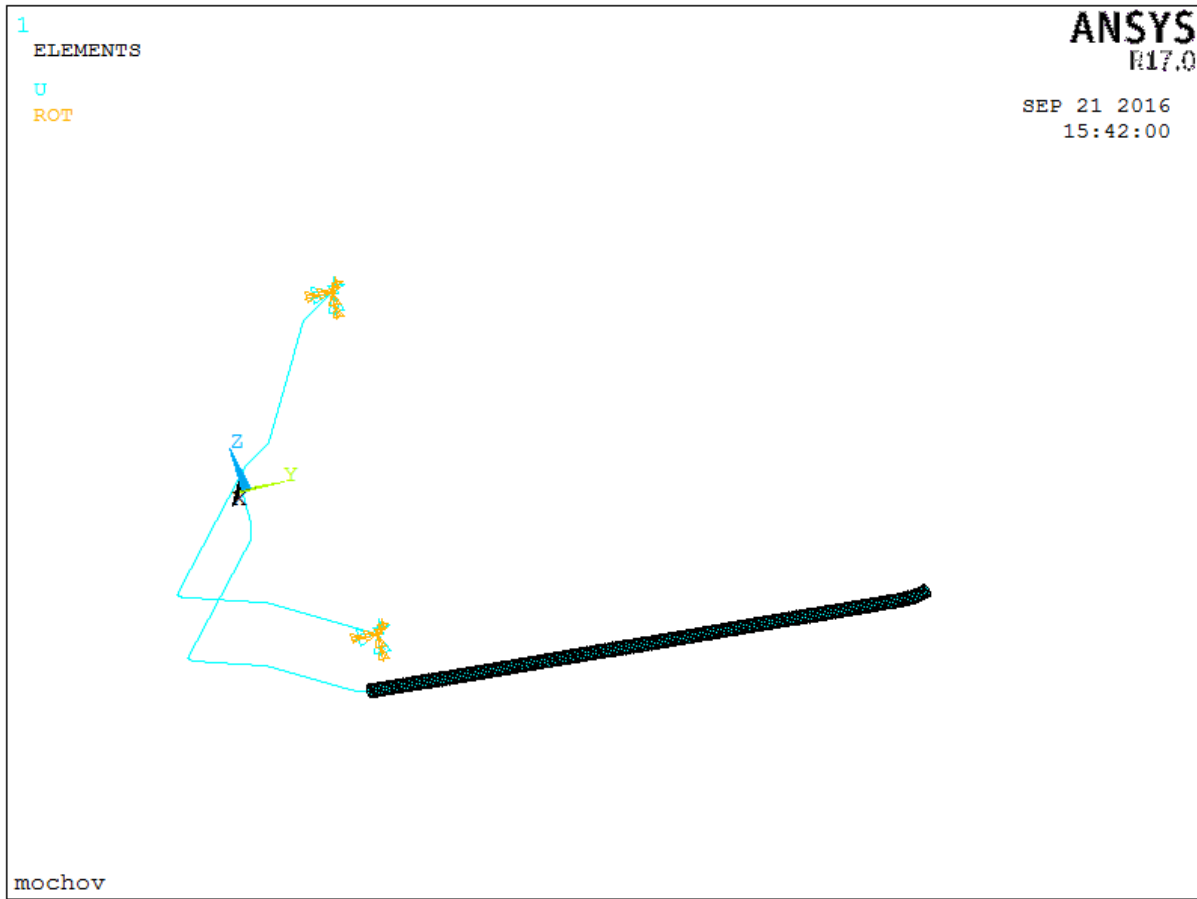 1
ELEMENTS
U
ROT
ANSYS
R17.0
SEP 21 2016
15:42:00
Z
Y
X
mochov